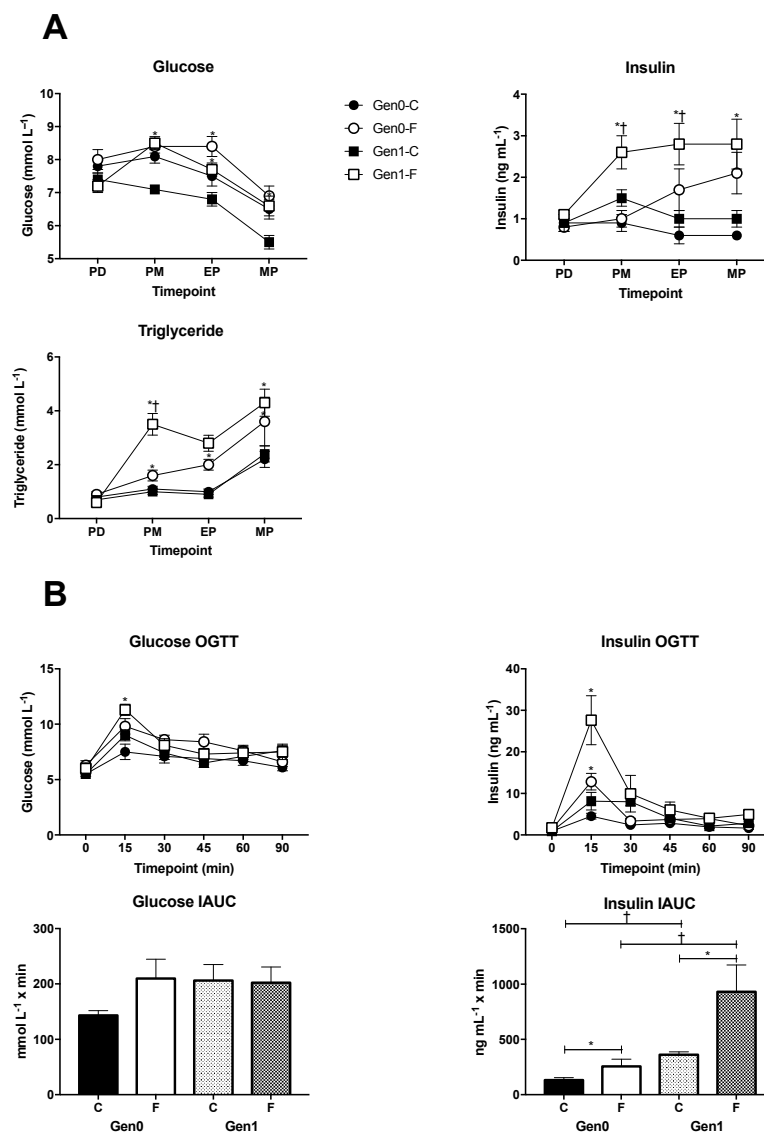 A
Glucose
Glucose (mmol L⁻¹)
10
9
8
7
6
5
* * * *
PD PM EP MP
Timepoint
Gen0-C
Gen0-F
Gen1-C
Gen1-F
Insulin
Insulin (ng mL⁻¹)
4
3
2
1
0
*† *† *
PD PM EP MP
Timepoint
Triglyceride
Triglyceride (mmol L⁻¹)
6
4
2
0
*† * * * *
PD PM EP MP
Timepoint
B
Glucose OGTT
Glucose (mmol L⁻¹)
15
10
5
0
*
0 15 30 45 60 90
Timepoint (min)
Insulin OGTT
Insulin (ng mL⁻¹)
40
30
20
10
0
*
*
0 15 30 45 60 90
Timepoint (min)
Glucose IAUC
mmol L⁻¹ x min
300
200
100
0
C F C F
Gen0 Gen1
Insulin IAUC
ng mL⁻¹ x min
1500
1000
500
0
†
†
*
*
C F C F
Gen0 Gen1